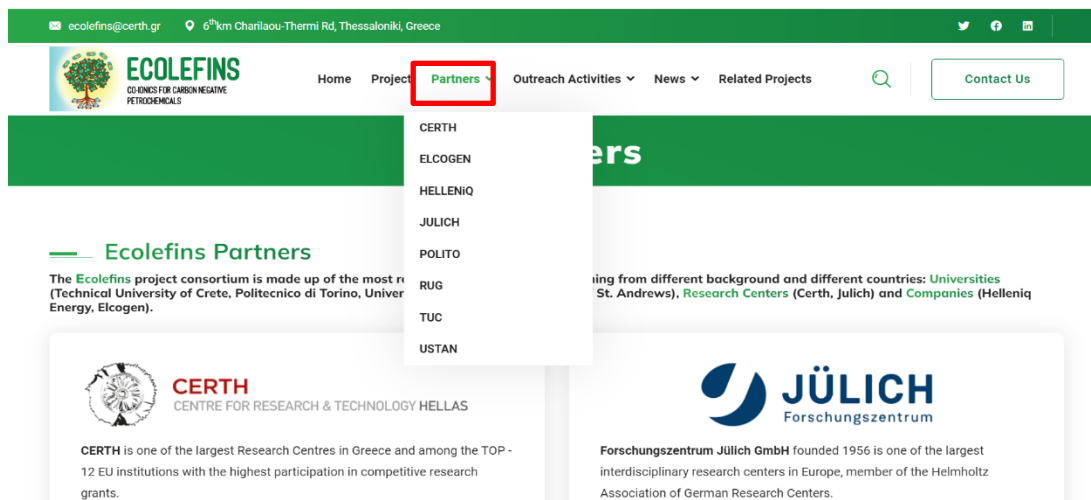 ecolefins@certh.gr 6thkm Charilaou-Thermi Rd, Thessaloniki, Greece
ECOLEFINS
CO-IONICS FOR CARBON NEGATIVE
PETROCHEMICALS
Home Project Partners Outreach Activities News Related Projects Contact Us
CERTH
ELCOGEN
HELLENiQ
JULICH
POLITO
RUG
TUC
USTAN
ers
Ecolefins Partners
The Ecolefins project consortium is made up of the most from different background and different countries: Universities
(Technical University of Crete, Politecnico di Torino, St. Andrews), Research Centers (Certh, Julich) and Companies (Helleniq
Energy, Elcogen).
CERTH
CENTRE FOR RESEARCH & TECHNOLOGY HELLAS
CERTH is one of the largest Research Centres in Greece and among the TOP -
12 EU institutions with the highest participation in competitive research
grants.
JÜLICH
Forschungszentrum
Forschungszentrum Jülich GmbH founded 1956 is one of the largest
interdisciplinary research centers in Europe, member of the Helmholtz
Association of German Research Centers.